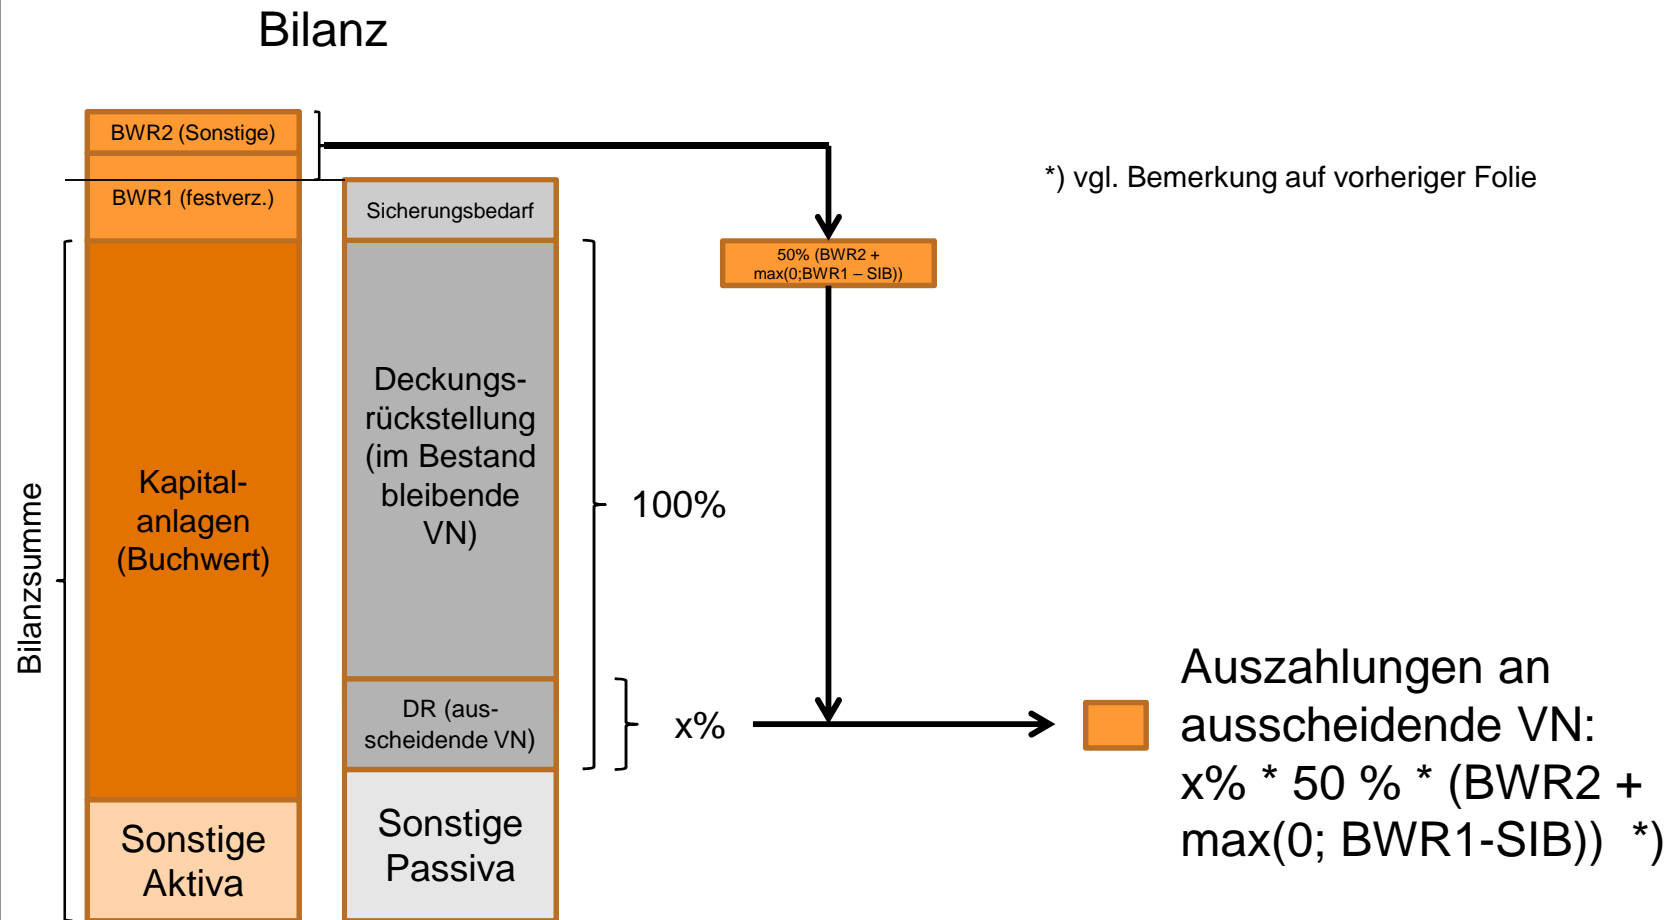 Bilanz
BWR2 (Sonstige)
BWR1 (festverz.)
Kapital-
anlagen
(Buchwert)
Sonstige
Aktiva
Bilanzsumme
Sicherungsbedarf
Deckungs-
rückstellung
(im Bestand
bleibende
VN)
DR (aus-
scheidende VN)
Sonstige
Passiva
100%
x%
50% (BWR2 +
max(0;BWR1 – SIB))
*) vgl. Bemerkung auf vorheriger Folie
Auszahlungen an
ausscheidende VN:
x% * 50 % * (BWR2 +
max(0; BWR1-SIB)) *)